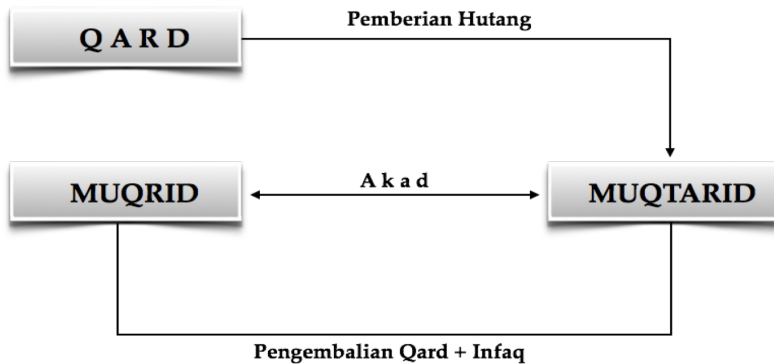 Pemberian Hutang
Q A R D
MUQRID
A k a d
MUQTARID
Pengembalian Qard + Infaq